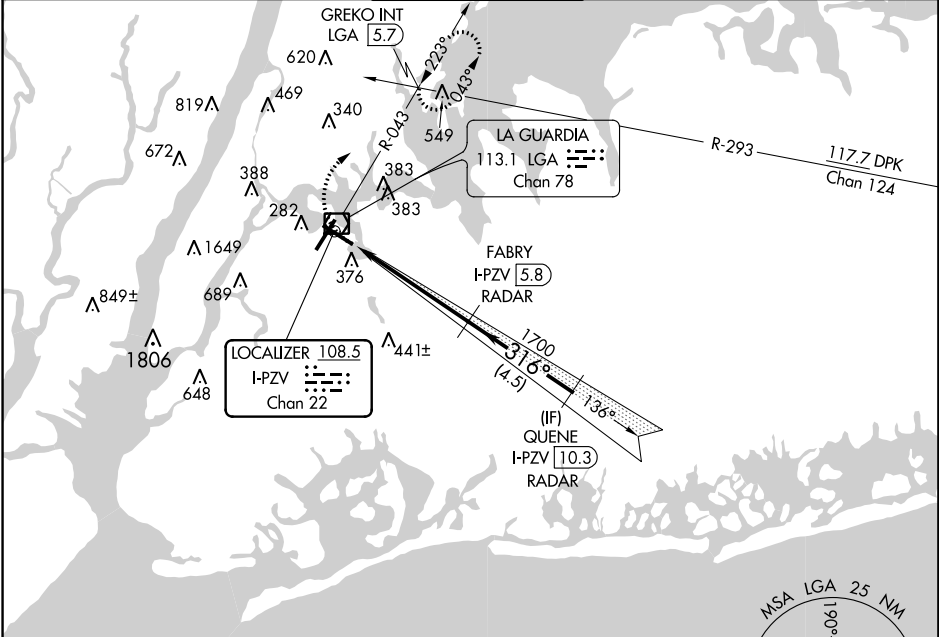 GREKO INT
LGA 5.7
620
223°
043°
819
469
340
549
R-043
LA GUARDIA
113.1 LGA
Chan 78
R-293
117.7 DPK
Chan 124
672
388
383
383
282
1649
376
689
849±
1806
648
441±
FABRY
I-PZV 5.8
RADAR
LOCALIZER 108.5
I-PZV
Chan 22
1700
316°
(4.5)
136°
(IF)
QUENE
I-PZV 10.3
RADAR
MSA LGA 25 NM
190°